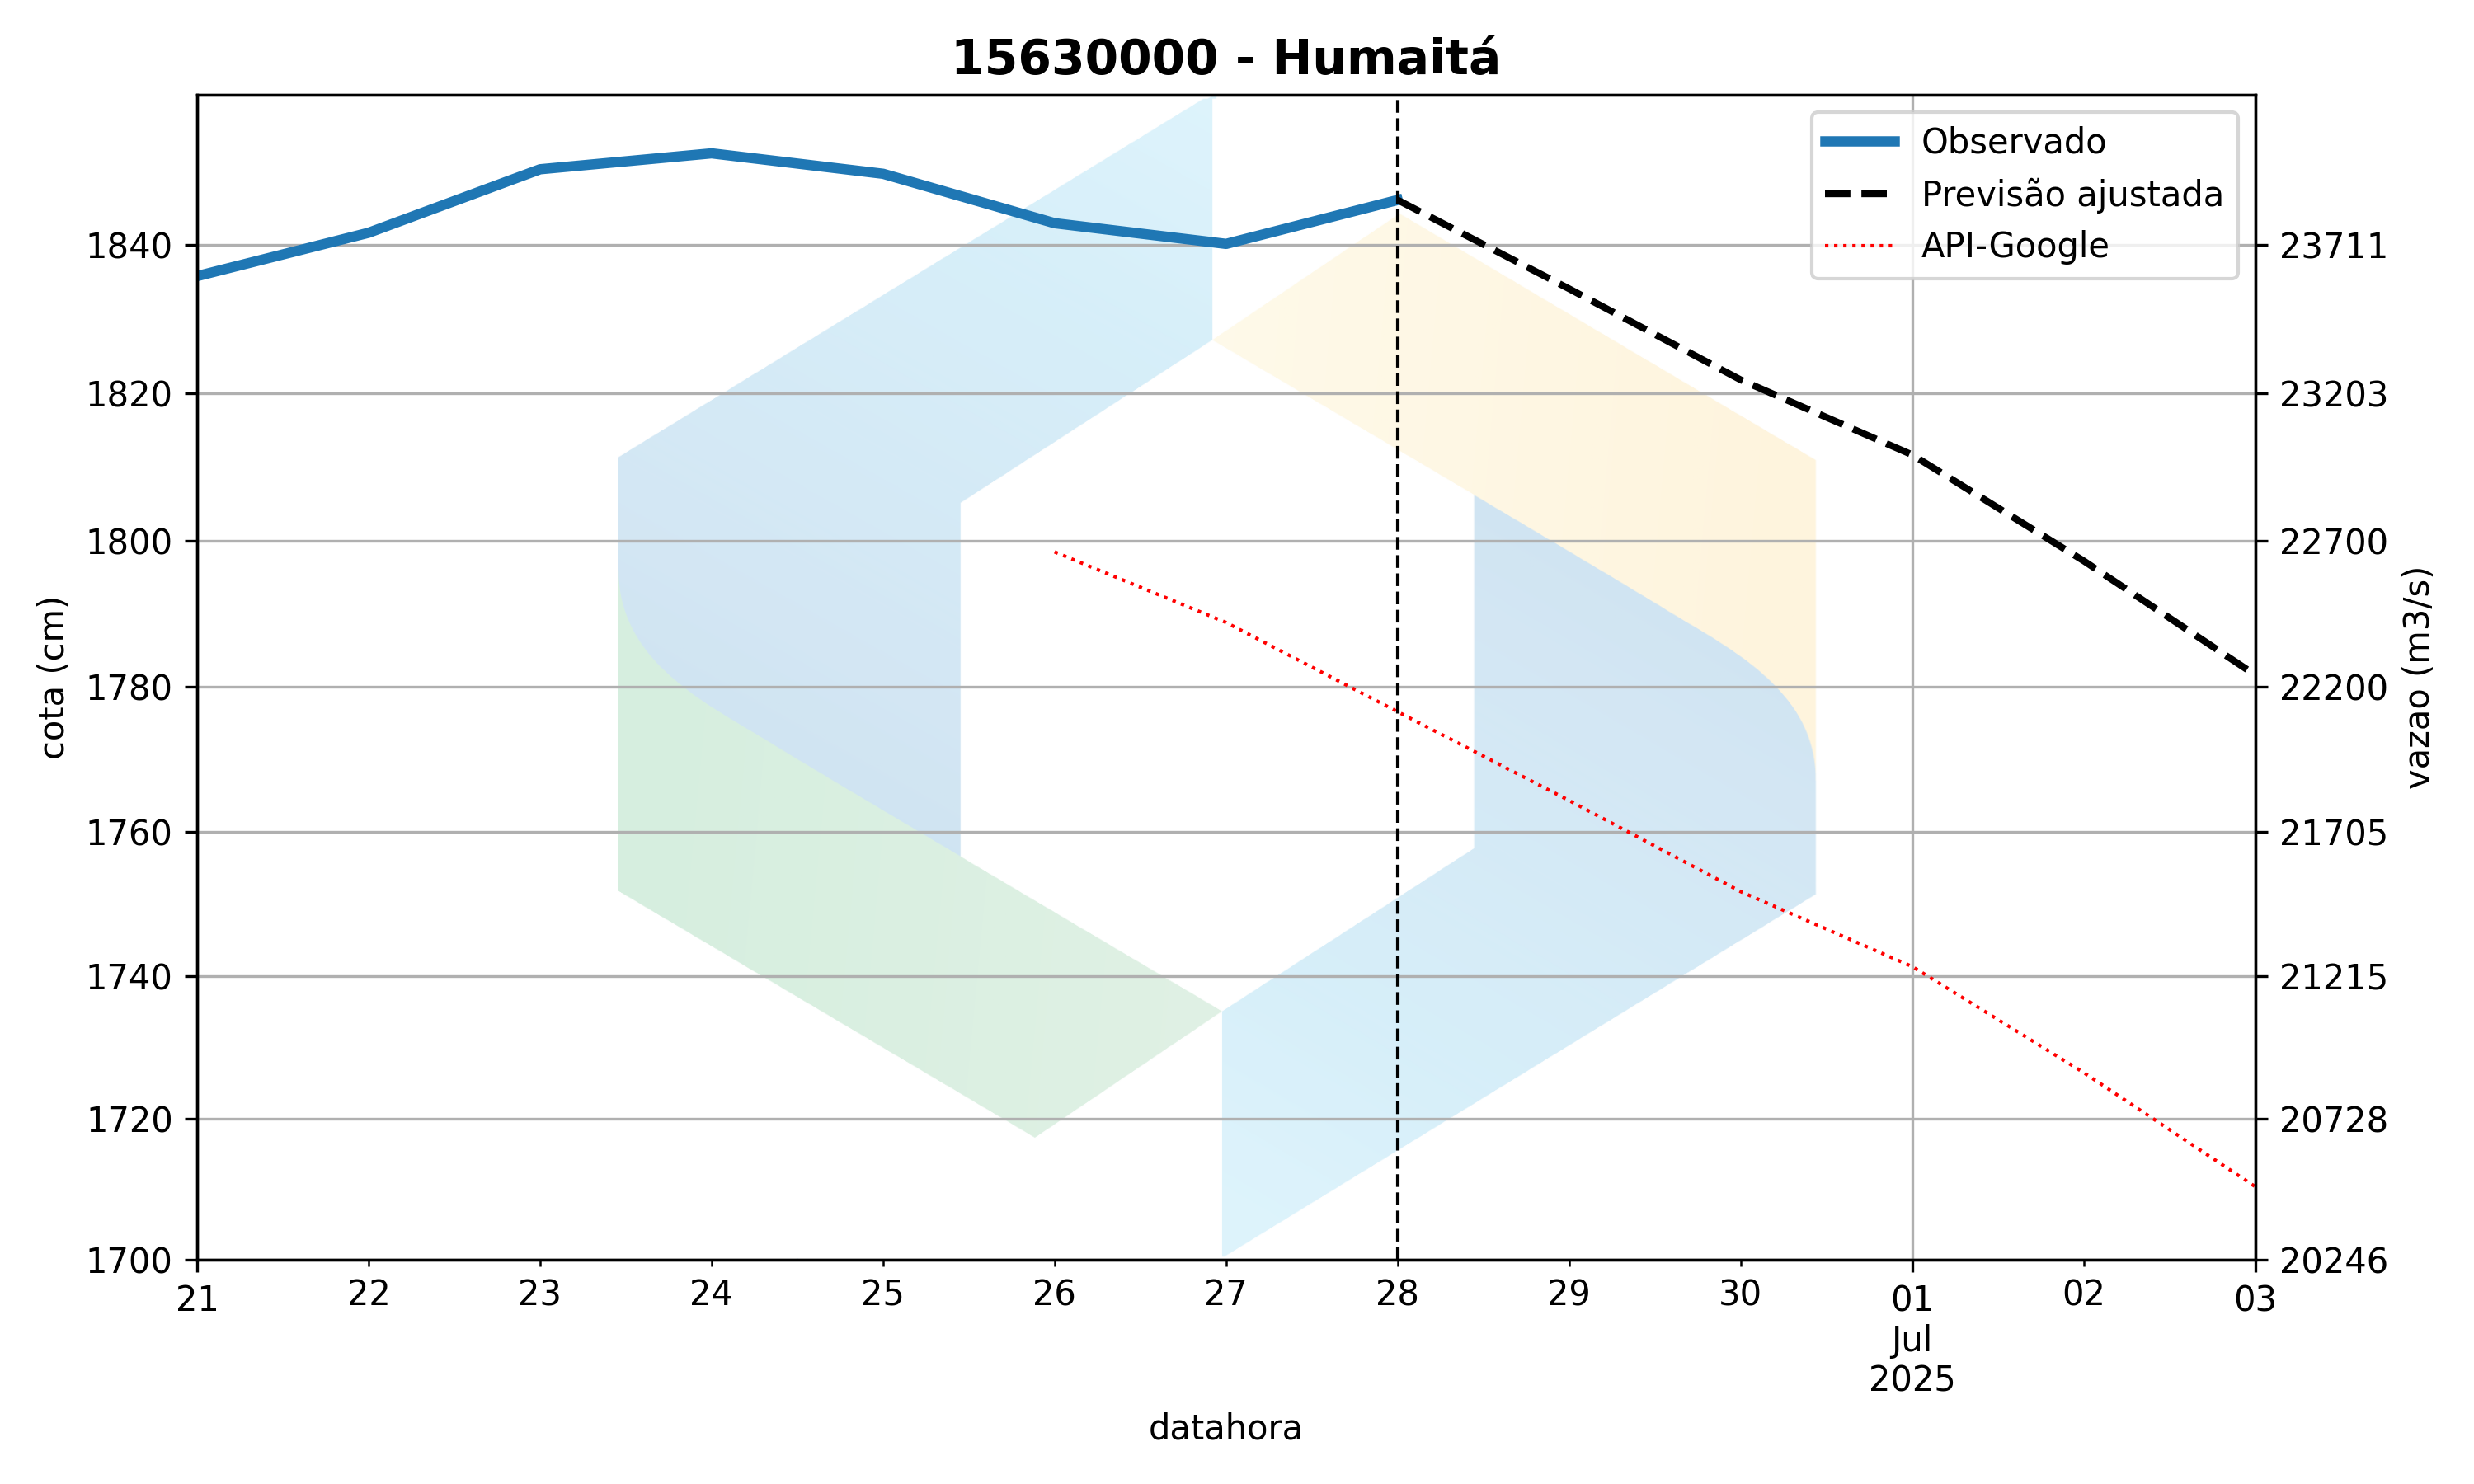 15630000 - Humaitá
Observado
Previsão ajustada
API-Google
1840
1820
1800
1780
1760
1740
1720
1700
cota (cm)
23711
23203
22700
22200
21705
21215
20728
20246
vazao (m3/s)
21 22 23 24 25 26 27 28 29 30 01 02 03
Jul
2025
datahora